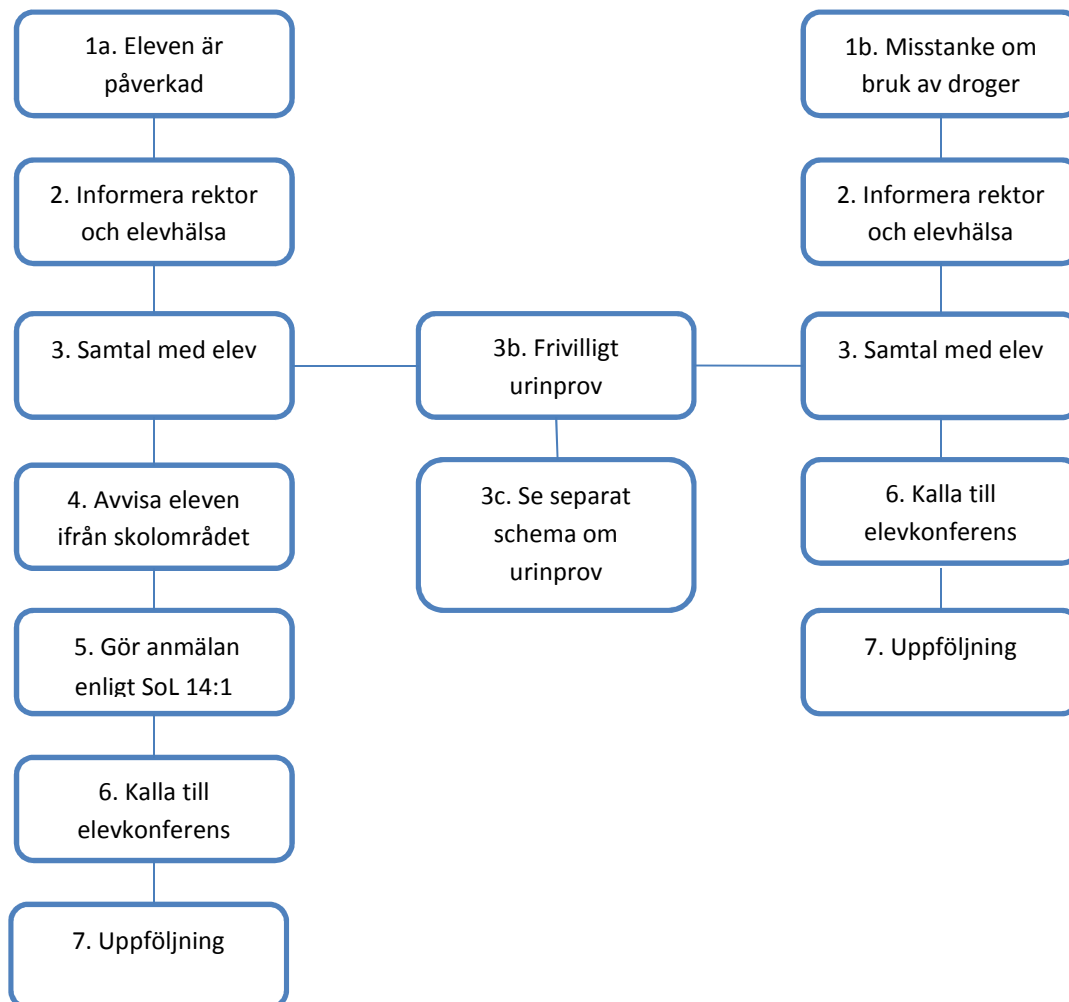 1a. Eleven är
påverkad
1b. Misstanke om
bruk av droger
2. Informera rektor
och elevhälsa
2. Informera rektor
och elevhälsa
3. Samtal med elev
3b. Frivilligt
urinprov
3. Samtal med elev
4. Avvisa eleven
ifrån skolområdet
3c. Se separat
schema om
urinprov
6. Kalla till
elevkonferens
5. Gör anmälan
enligt SoL 14:1
7. Uppföljning
6. Kalla till
elevkonferens
7. Uppföljning